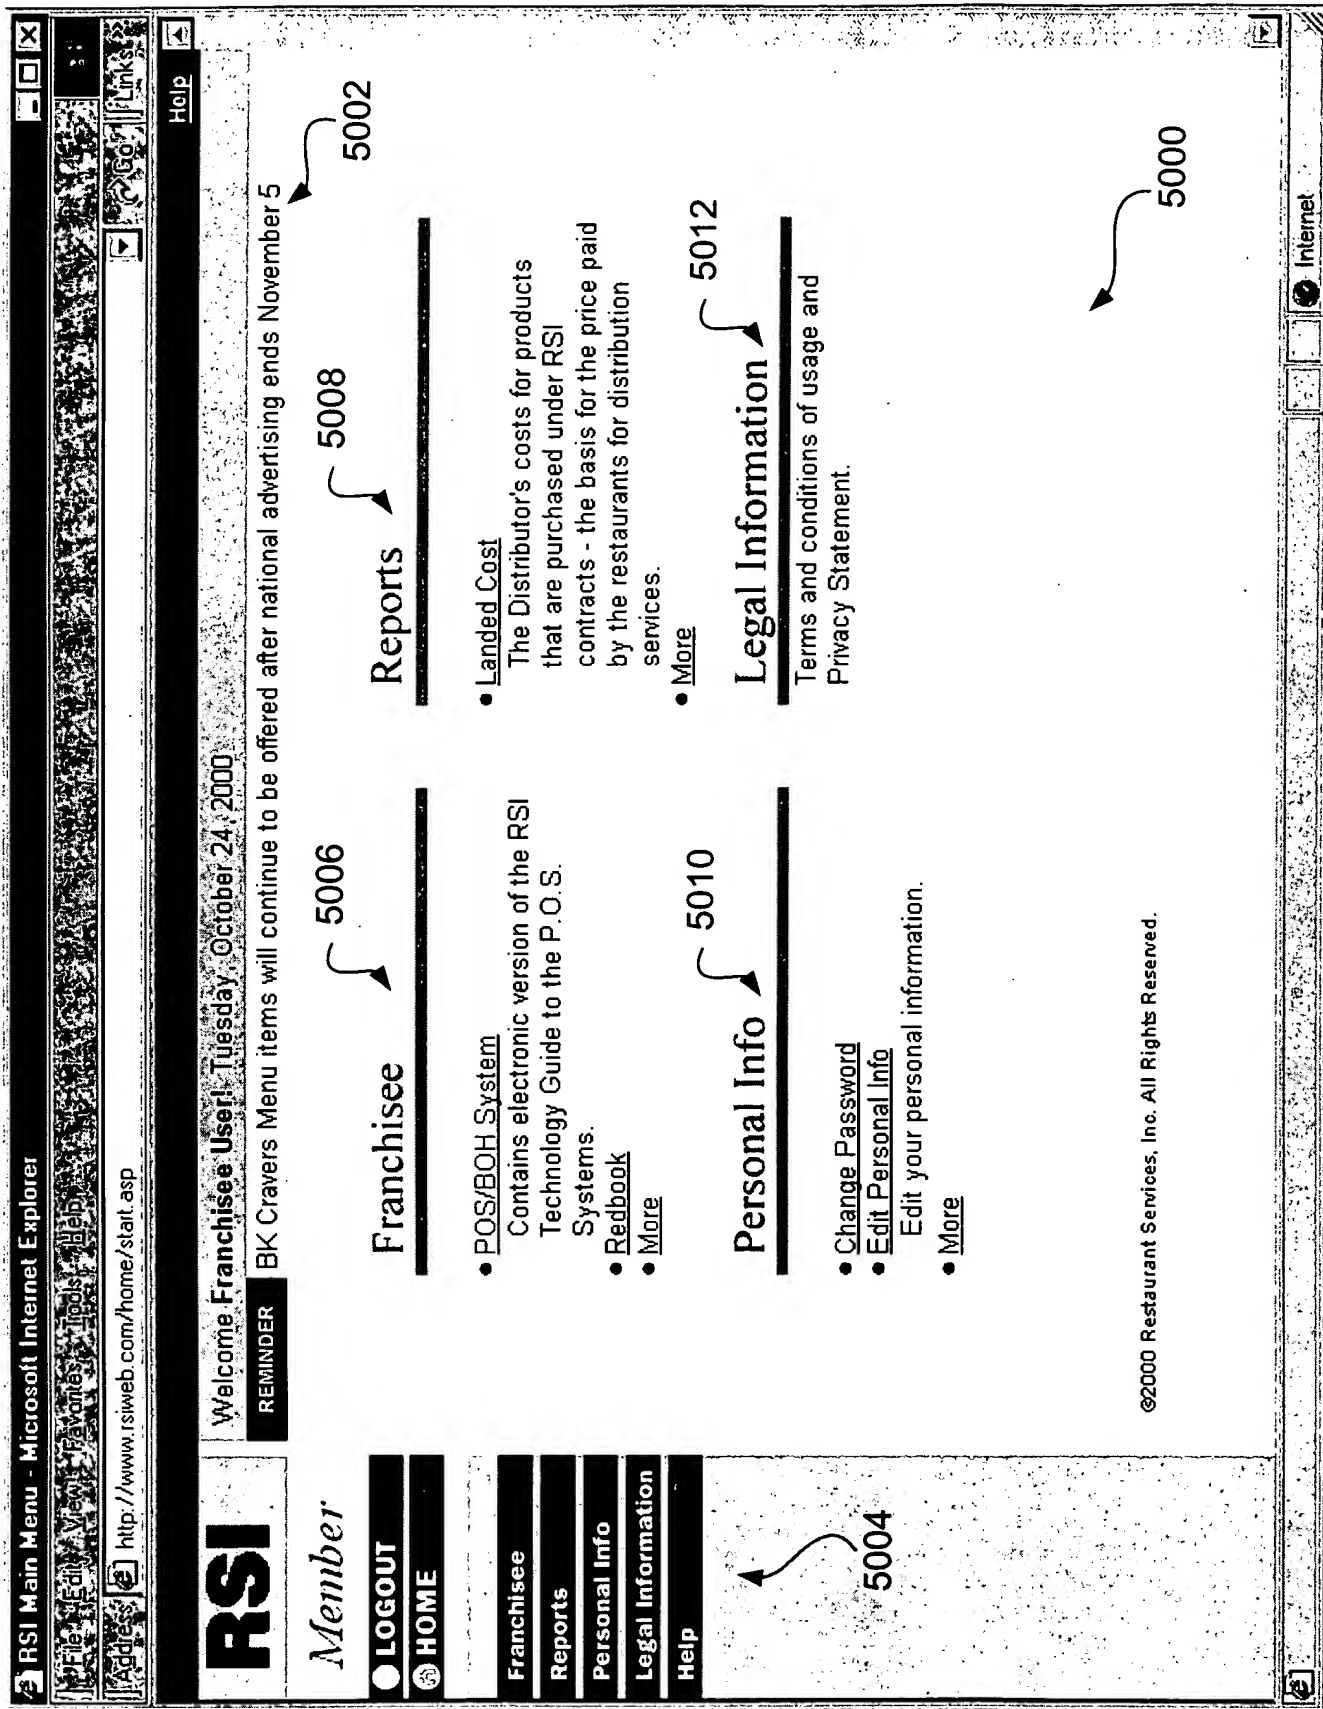 RSI Main Menu - Microsoft Internet Explorer
File Edit View Favorites Tools Help
Address http://www.rsiweb.com/home/start.asp Go Links »
Help
RSI
Welcome Franchisee User! Tuesday, October 24, 2000
REMINDER BK Cravers Menu items will continue to be offered after national advertising ends November 5
5002
Member
LOGOUT
HOME
Franchisee
Reports
Personal Info
Legal Information
Help
5004
5006
Franchisee
• POS/BOH System
Contains electronic version of the RSI
Technology Guide to the P.O.S.
Systems.
• Redbook
• More
5008
Reports
• Landed Cost
The Distributor's costs for products
that are purchased under RSI
contracts - the basis for the price paid
by the restaurants for distribution
services.
• More
5010
Personal Info
• Change Password
• Edit Personal Info
Edit your personal information.
• More
5012
Legal Information
Terms and conditions of usage and
Privacy Statement.
5000
©2000 Restaurant Services, Inc. All Rights Reserved.
Internet